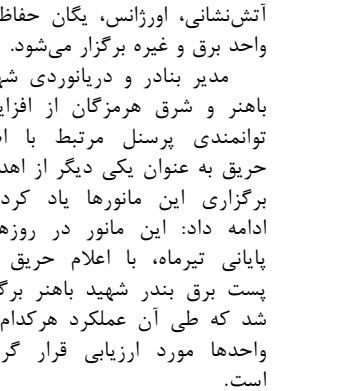 آتش‌نشانی، اورژانس، یگان حفاظ
واحد برق و غیره برگزار می‌شود.
مدیر بنادر و دریانوردی شه
باهنر و شرق هرمزگان از افزای
توانمندی پرسنل مرتبط با اط
حریق به عنوان یکی دیگر از اهد
برگزاری این مانورها یاد کرد
ادامه داد: این مانور در روزه
پایانی تیرماه، با اعلام حریق
پست برق بندر شهید باهنر برگ
شد که طی آن عملکرد هرکدام
واحدها مورد ارزیابی قرار گر
است.